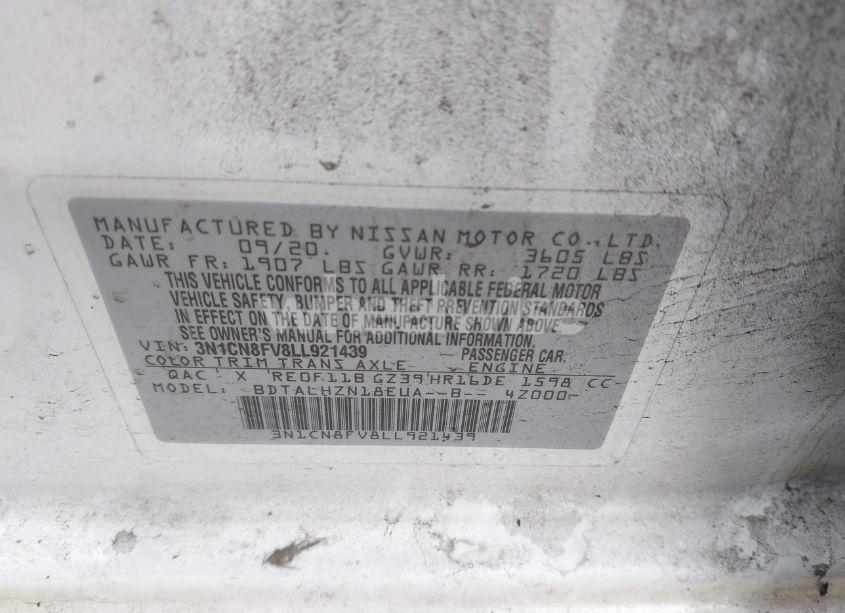 MANUFACTURED BY NISSAN MOTOR CO., LTD.
DATE: 09/20. GVWR: 3605 LBS
GAWR FR: 1907 LBS GAWR RR: 1720 LBS
THIS VEHICLE CONFORMS TO ALL APPLICABLE FEDERAL MOTOR
VEHICLE SAFETY, BUMPER AND THEFT PREVENTION STANDARDS
IN EFFECT ON THE DATE OF MANUFACTURE SHOWN ABOVE.
SEE OWNER'S MANUAL FOR ADDITIONAL INFORMATION.
VIN: 3N1CN8FV8LL921439 PASSENGER CAR.
COLOR TRIM TRANS AXLE ENGINE
QAC X RE0F11B GZ39 HR16DE 1598 CC
MODEL: BDTALHZN18EUA--B-- 4Z000-
3N1CN8FV8LL921439